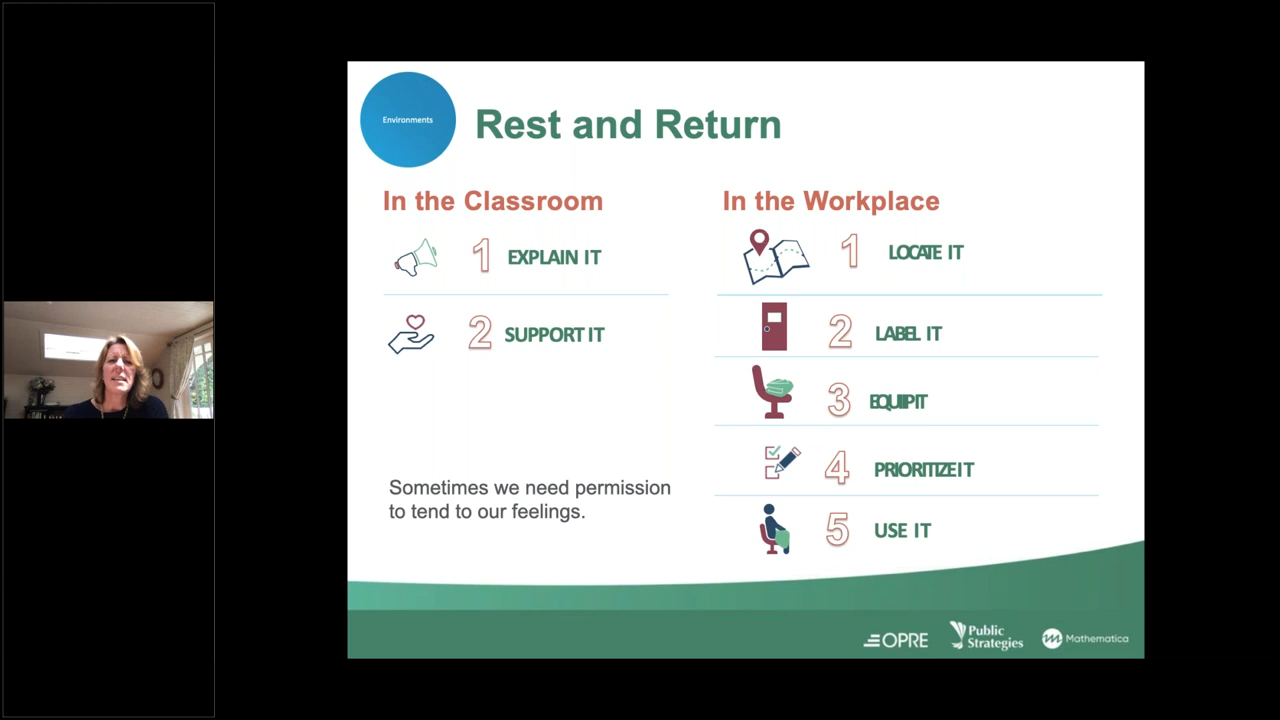 Environments
Rest and Return
In the Classroom
1 EXPLAIN IT
2 SUPPORT IT
Sometimes we need permission
to tend to our feelings.
In the Workplace
1 LOCATE IT
2 LABEL IT
3 EQUIP IT
4 PRIORITIZE IT
5 USE IT
OPRE
Public
Strategies
m Mathematica